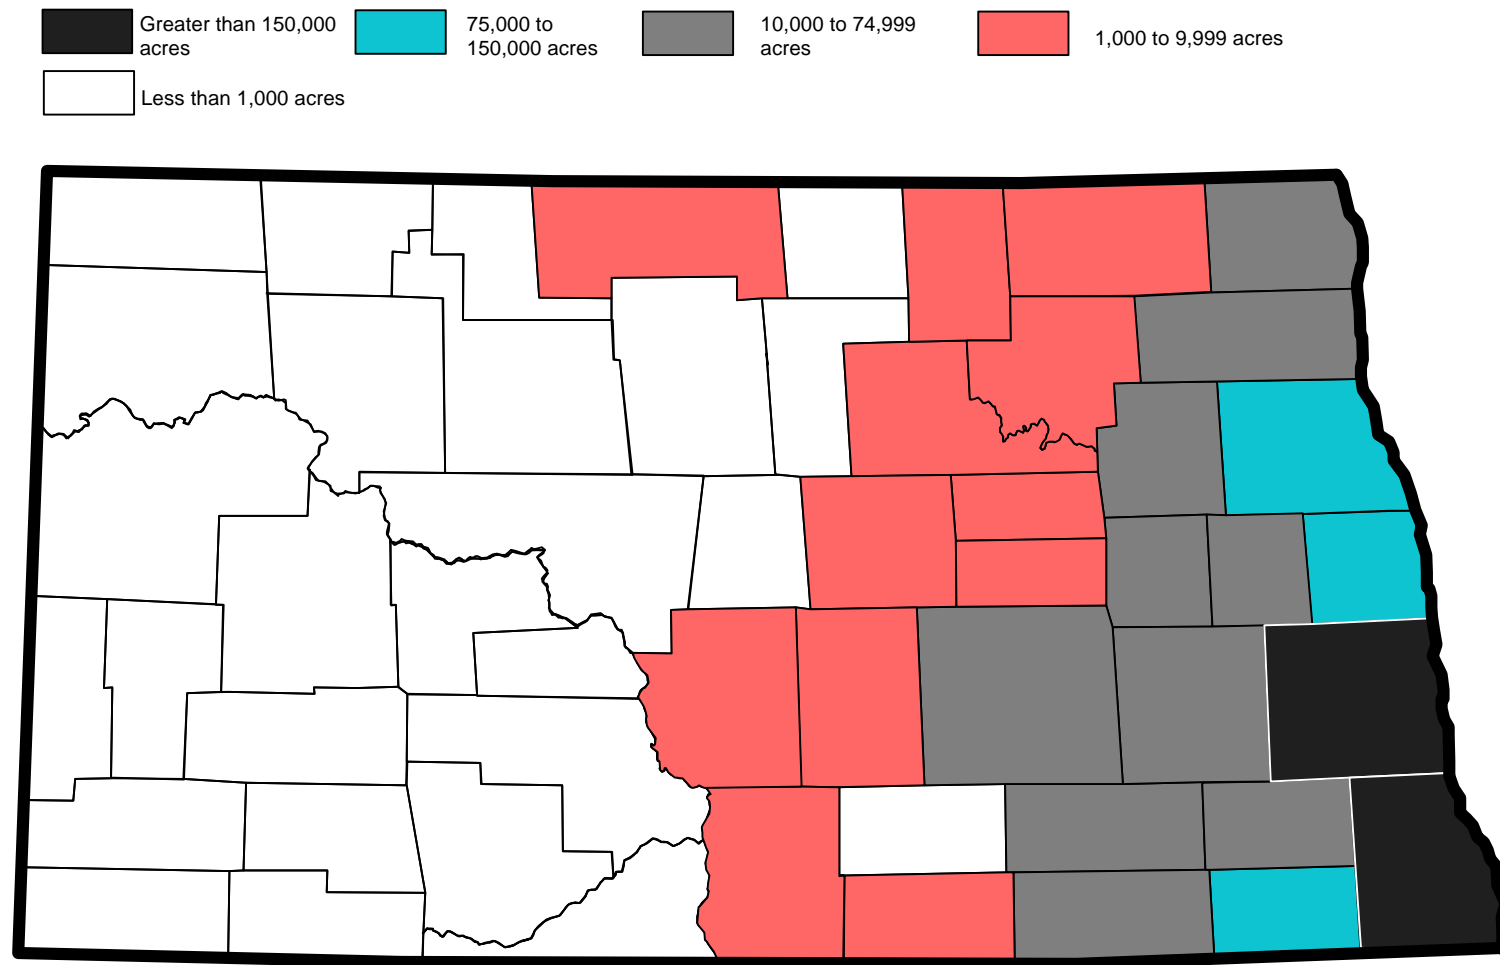 Greater than 150,000
acres
75,000 to
150,000 acres
10,000 to 74,999
acres
1,000 to 9,999 acres
Less than 1,000 acres